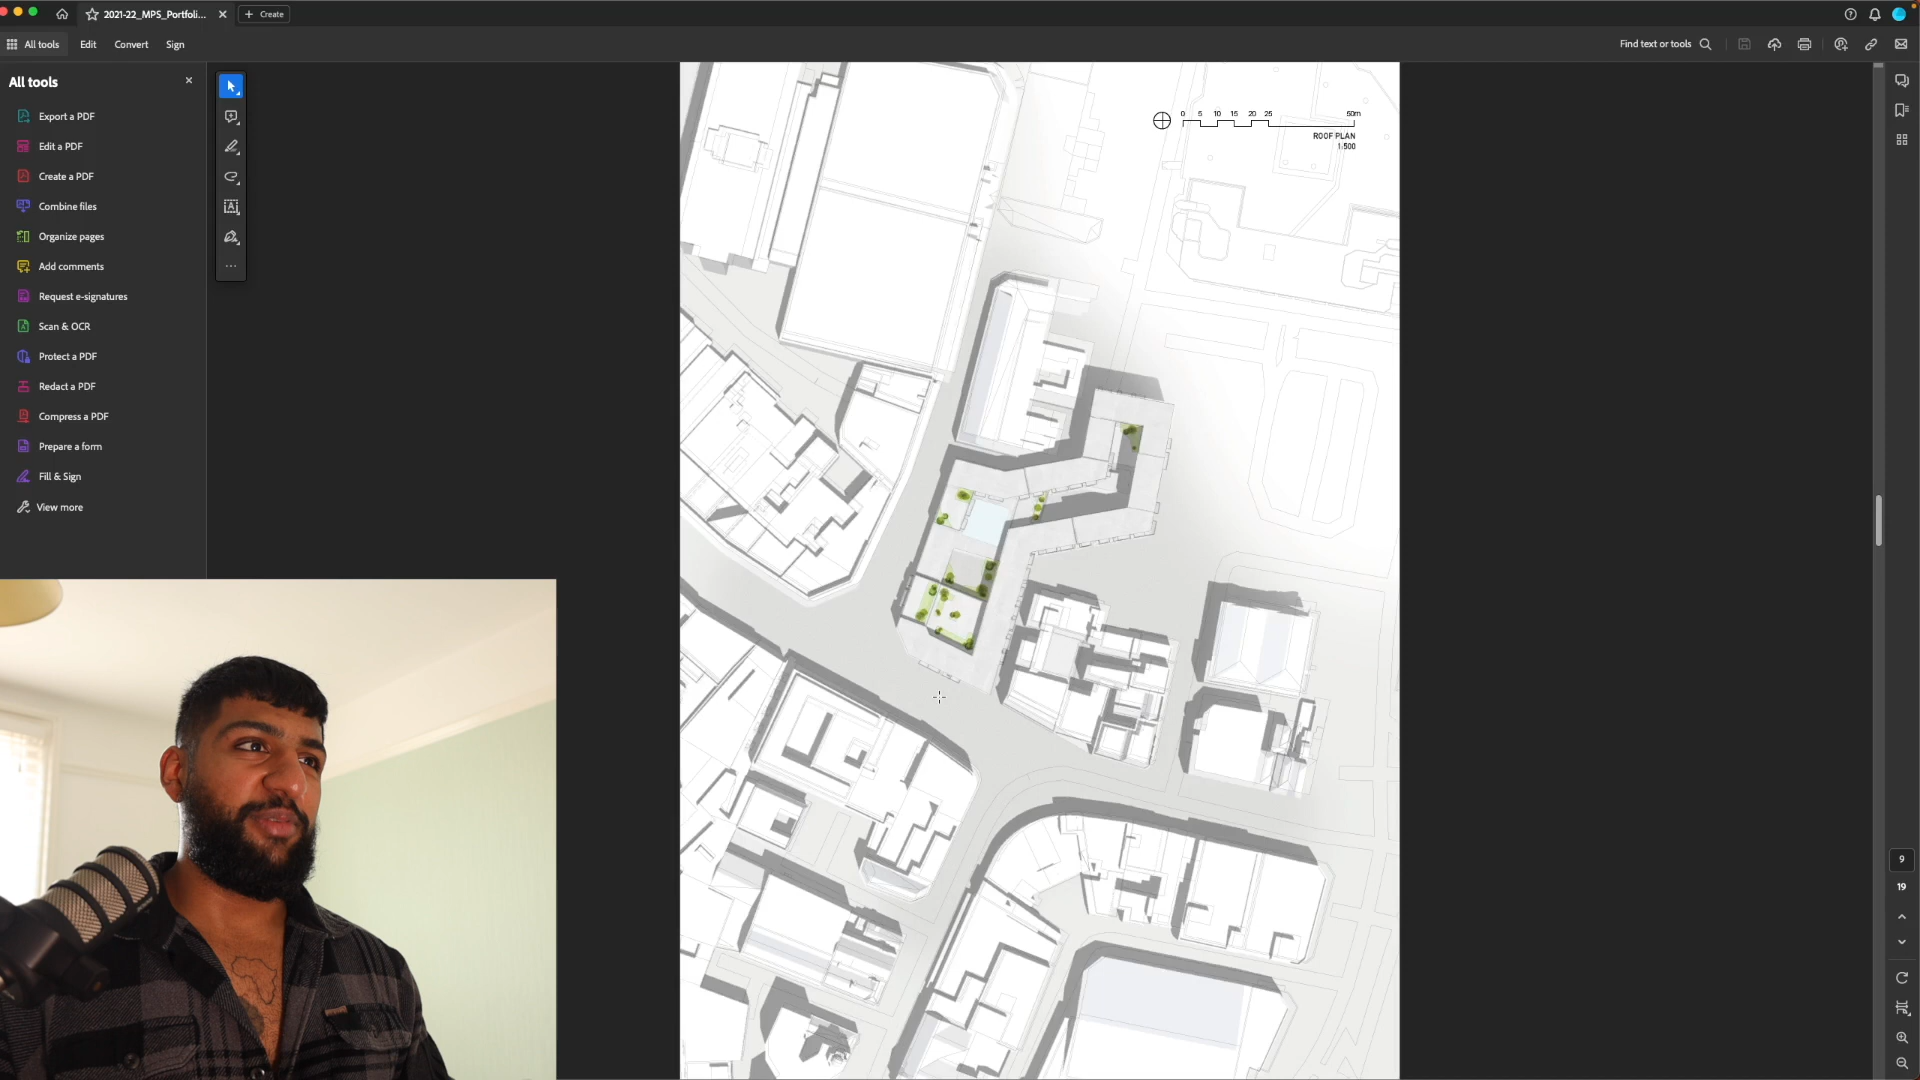 2021-22_MPS_Portfoli...
Create
All tools
Edit
Convert
Sign
Find text or tools
All tools
Export a PDF
Edit a PDF
Create a PDF
Combine files
Organize pages
Add comments
Request e-signatures
Scan & OCR
Protect a PDF
Redact a PDF
Compress a PDF
Prepare a form
Fill & Sign
View more
0 5 10 15 20 25 50m
ROOF PLAN
1:500
9
19